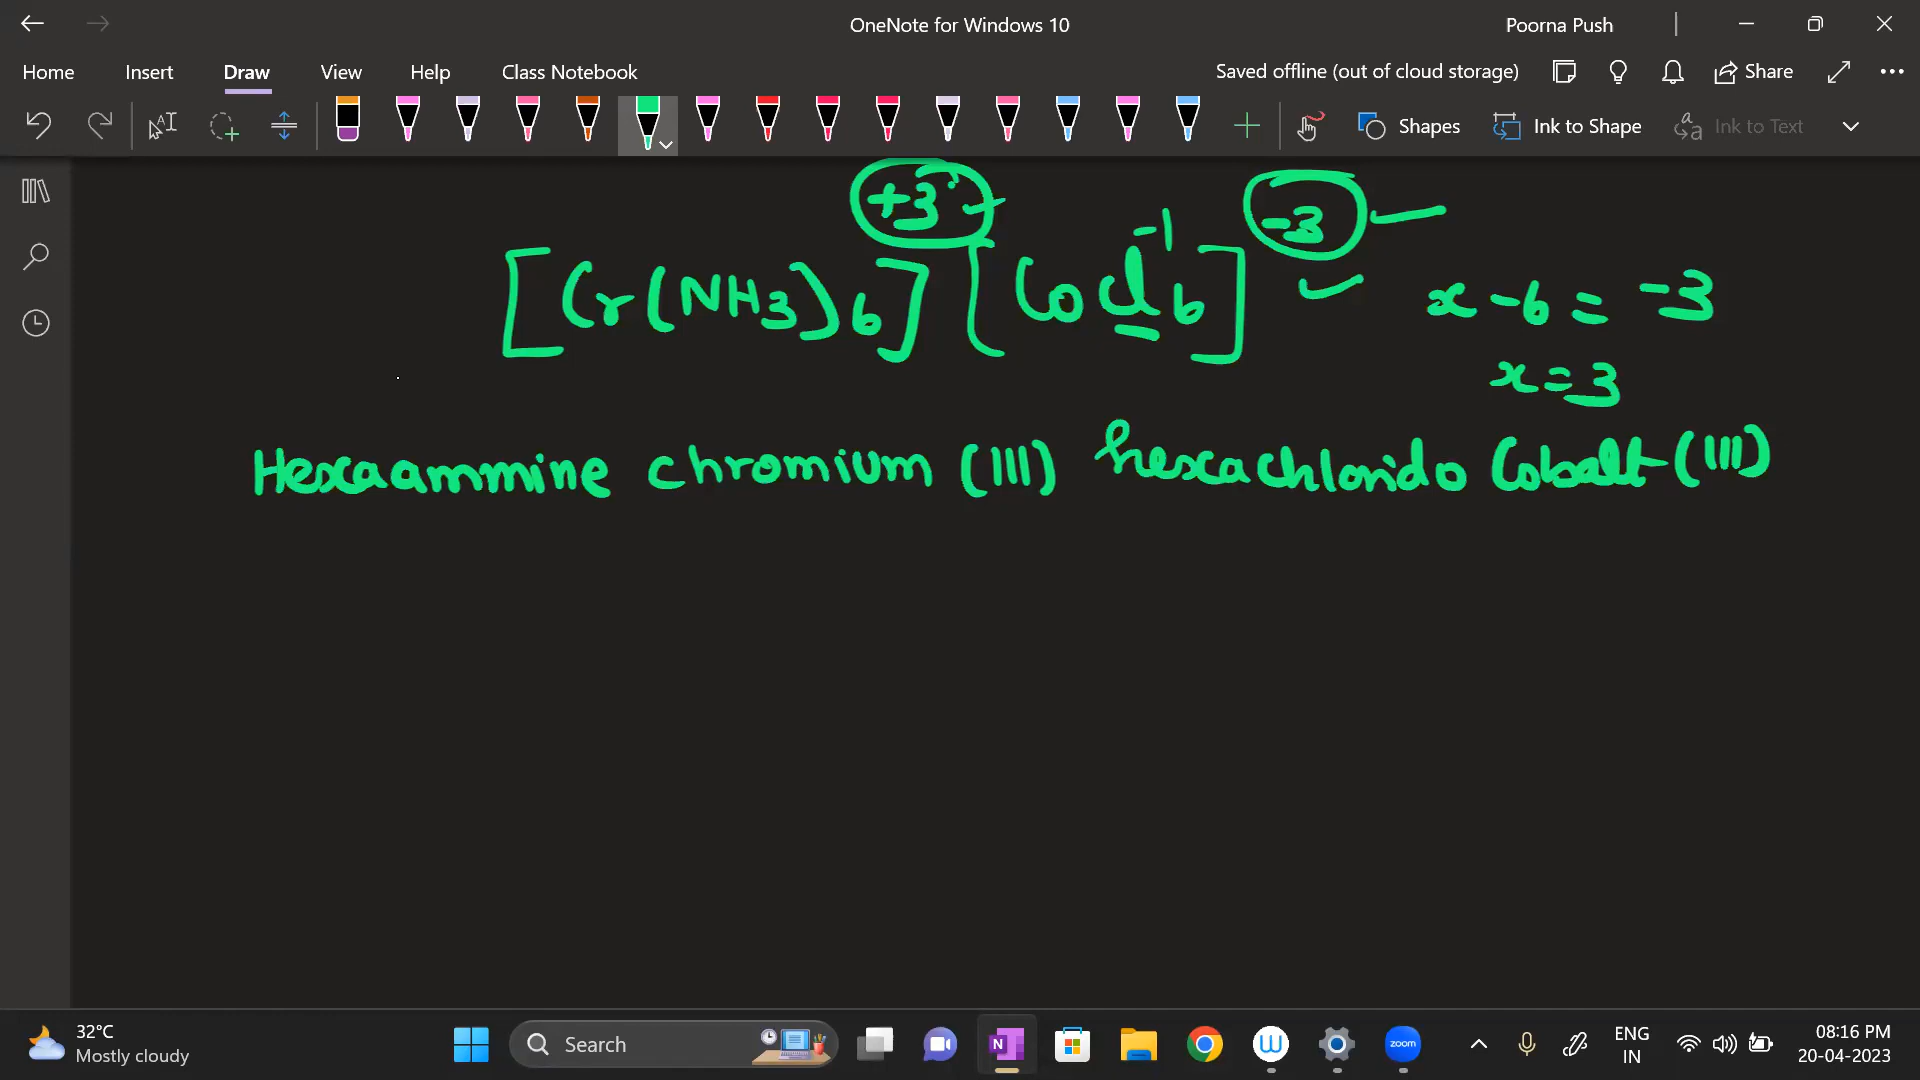 OneNote for Windows 10
Poorna Push
Home Insert Draw View Help Class Notebook
Saved offline (out of cloud storage)
Share
Shapes
Ink to Shape
Ink to Text
+3
-3
[Cr(NH3)6] [CoCl6]
-1
x - 6 = -3
x = 3
Hexaammine chromium (III) hexachlorido Cobalt (III)
32°C
Mostly cloudy
Search
zoom
ENG
IN
08:16 PM
20-04-2023